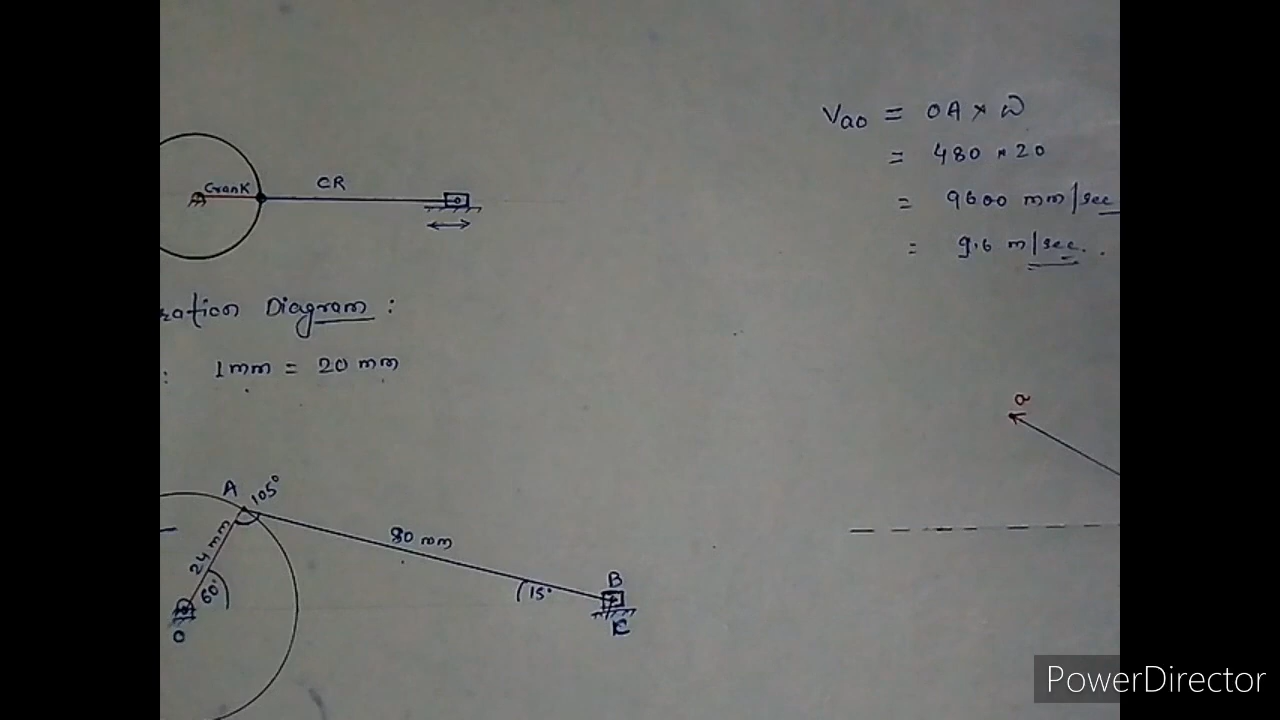 Crank
CR
ration Diagram :
: 1mm = 20 mm
A
105°
24 mm
60°
80 mm
15°
B
E
O
Vao = OA × ω
= 480 × 20
= 9600 mm/sec
= 9.6 m/sec.
a
PowerDirector